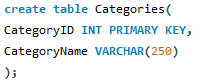 create table Categories(
CategoryID INT PRIMARY KEY,
CategoryName VARCHAR(250)
);